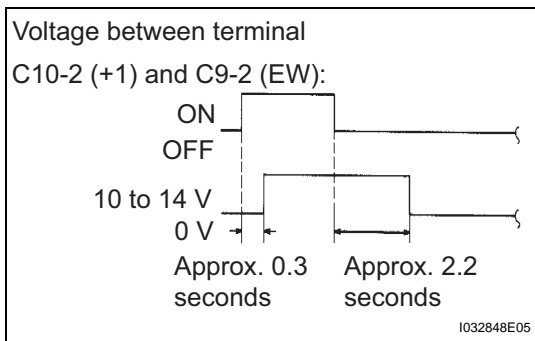 Voltage between terminal
C10-2 (+1) and C9-2 (EW):
ON
OFF
10 to 14 V
0 V
Approx. 0.3
seconds
Approx. 2.2
seconds
I032848E05